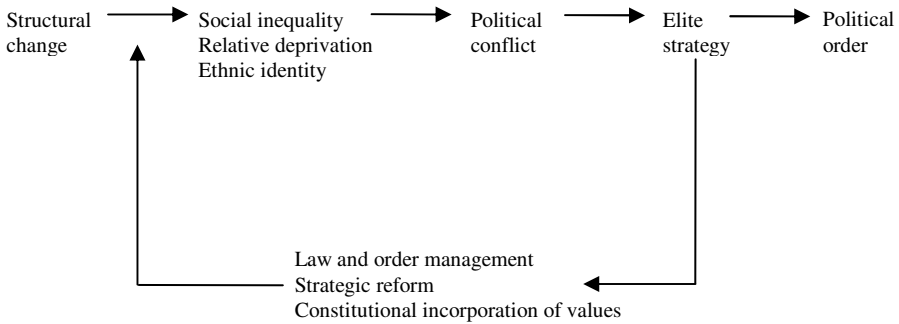 Structural
change
Social inequality
Relative deprivation
Ethnic identity
Political
conflict
Elite
strategy
Political
order
Law and order management
Strategic reform
Constitutional incorporation of values